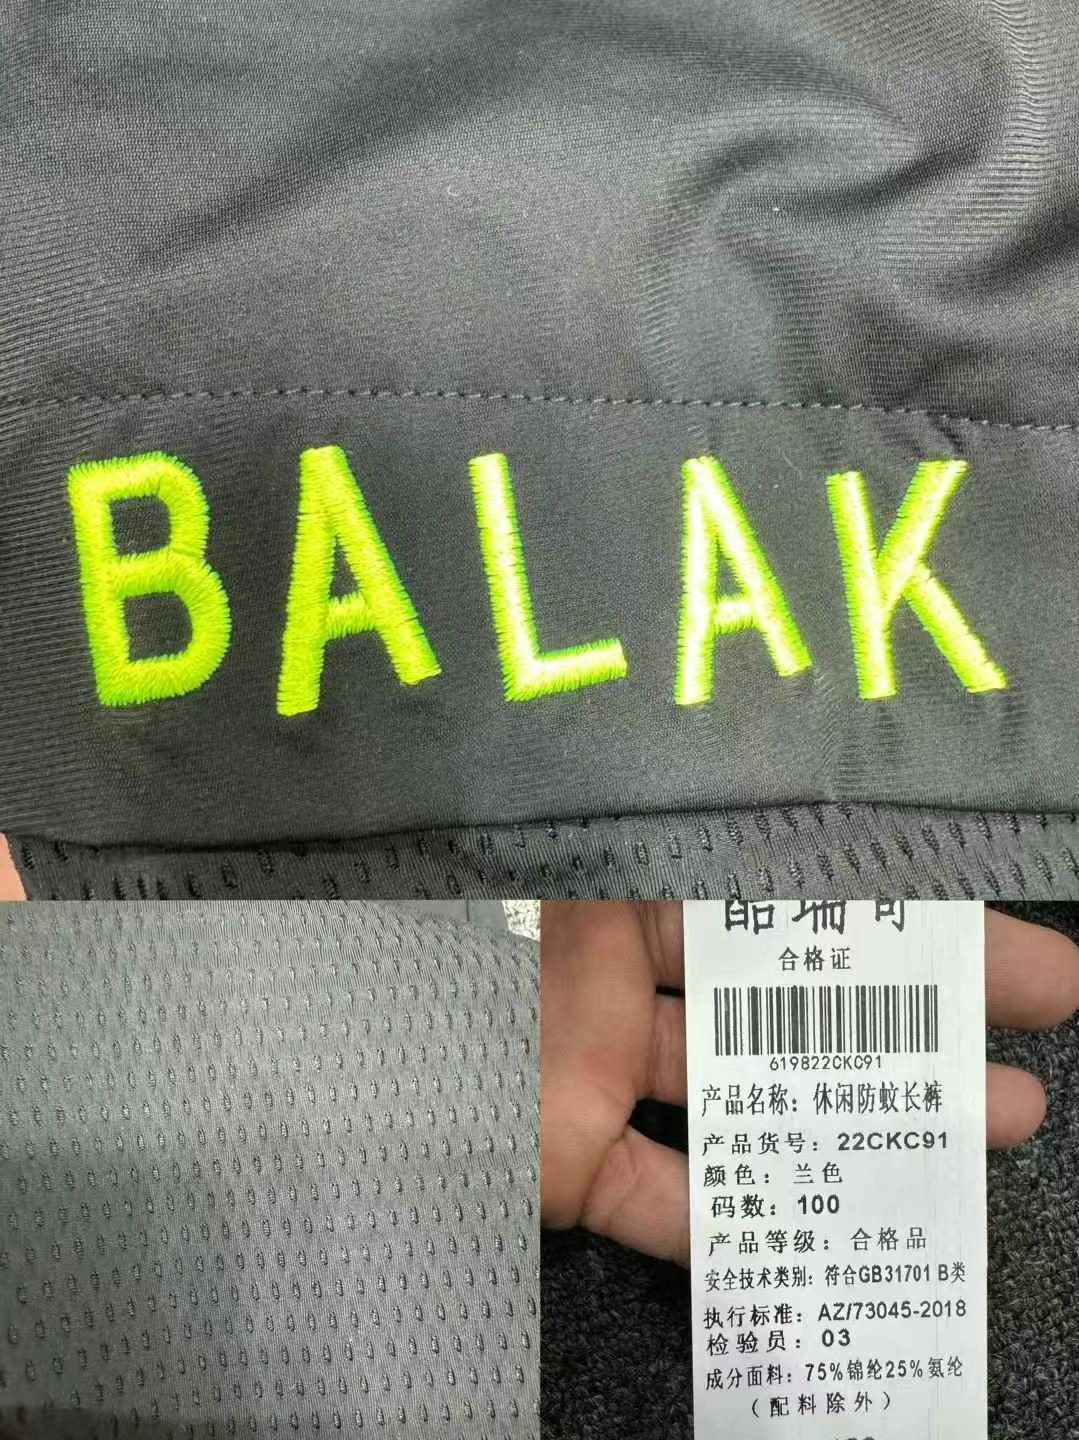 BALAK
酷瑞可
合格证
619822CKC91
产品名称：休闲防蚊长裤
产品货号：22CKC91
颜色：兰色
码数：100
产品等级：合格品
安全技术类别：符合GB31701 B类
执行标准：AZ/73045-2018
检验员：03
成分面料：75%锦纶25%氨纶
（配料除外）